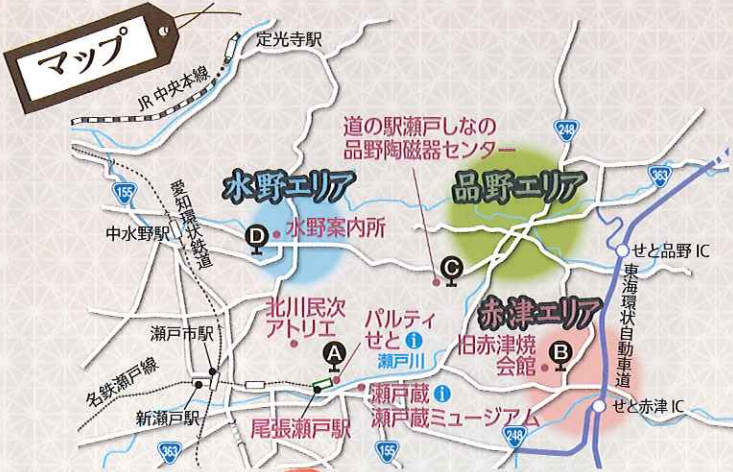 マップ
定光寺駅
JR中央本線
248
道の駅瀬戸しなの
品野陶磁器センター
363
155
愛知環状鉄道
水野エリア
品野エリア
中水野駅
D
水野案内所
せと品野IC
C
東海環状自動車道
赤津エリア
北川民次
アトリエ
パルティ
せと i
瀬戸川
A
旧赤津焼
会館
B
瀬戸市駅
名鉄瀬戸線
新瀬戸駅
尾張瀬戸駅
瀬戸蔵 i
瀬戸蔵ミュージアム
せと赤津IC
363
155
248